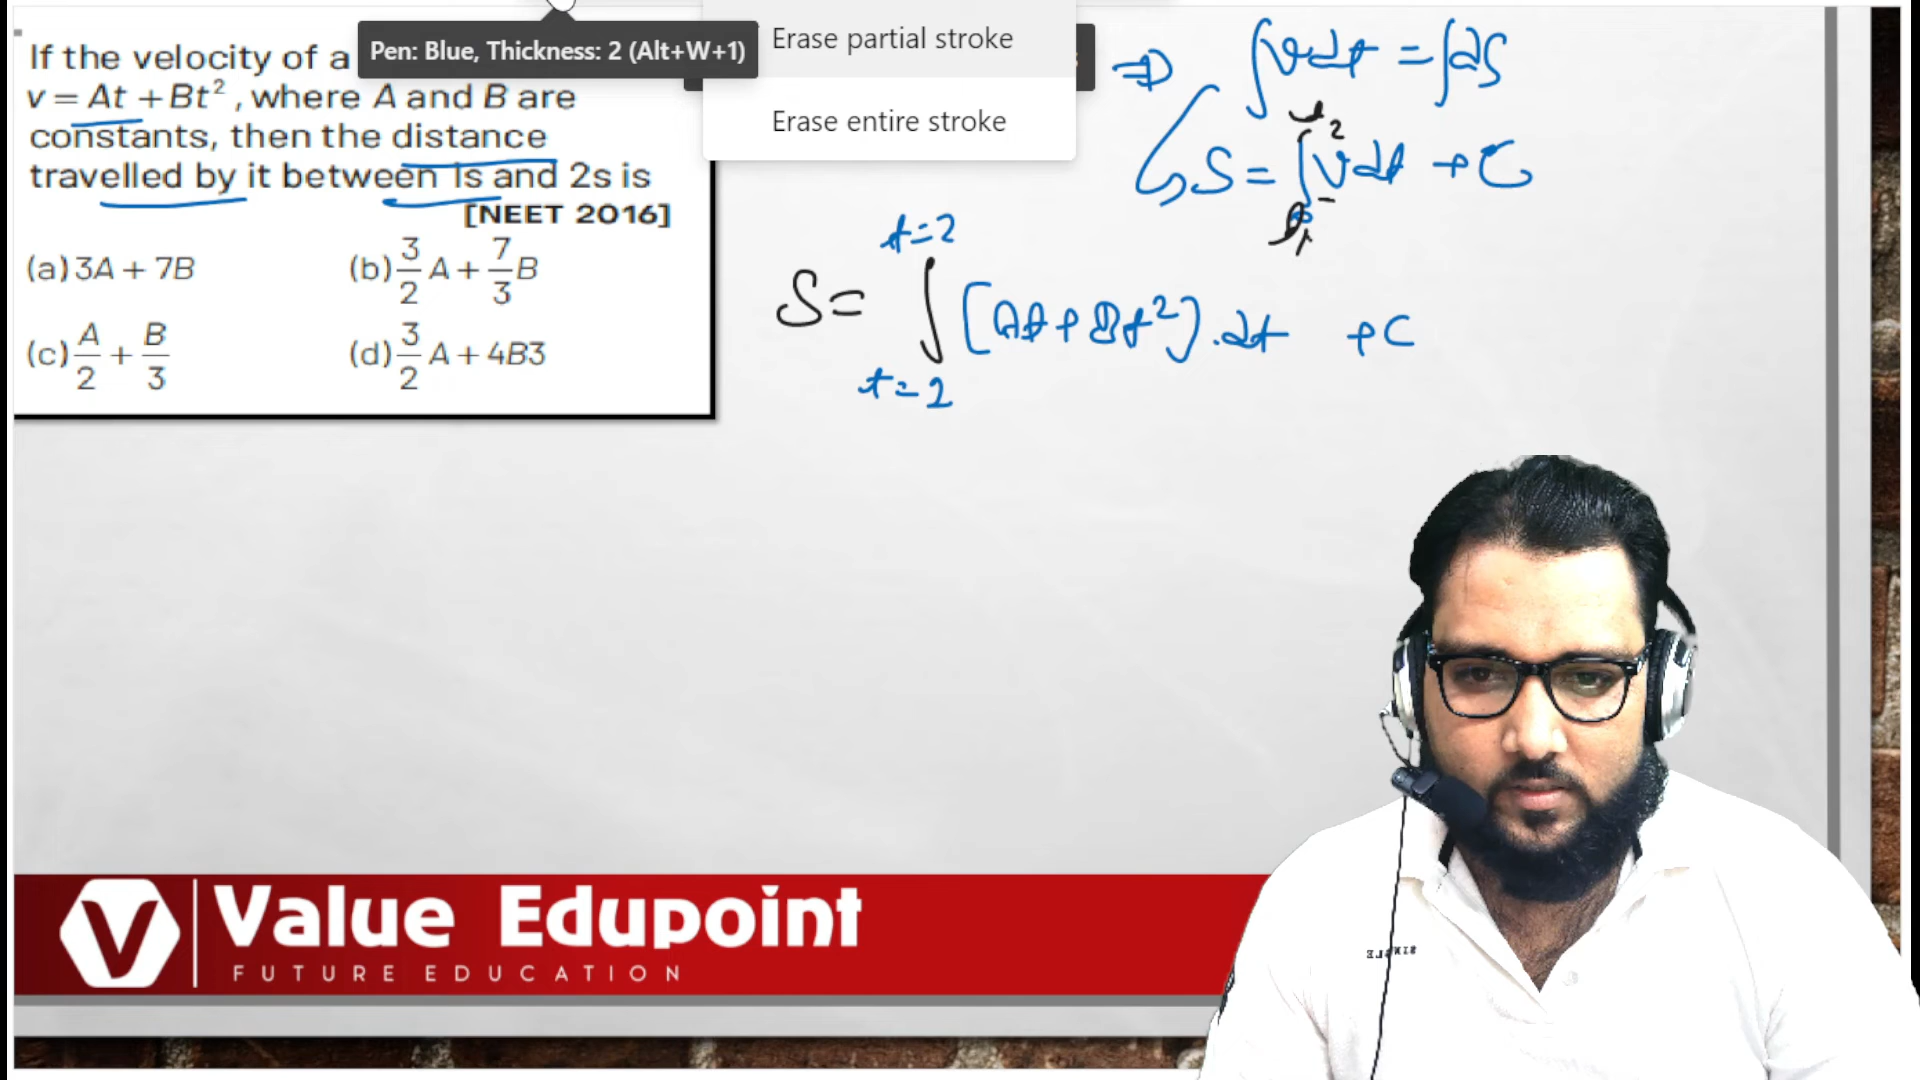 Pen: Blue, Thickness: 2 (Alt+W+1)
Erase partial stroke
Erase entire stroke
If the velocity of a
v = At + Bt², where A and B are
constants, then the distance
travelled by it between 1s and 2s is
[NEET 2016]
(a) 3A + 7B
(b) 3/2 A + 7/3 B
(c) A/2 + B/3
(d) 3/2 A + 4B3
⇒ ∫vdt = ∫ds
S = ∫vdt + C
t=2
S = ∫ [At + Bt²].dt + C
t=2
Value Edupoint
FUTURE EDUCATION